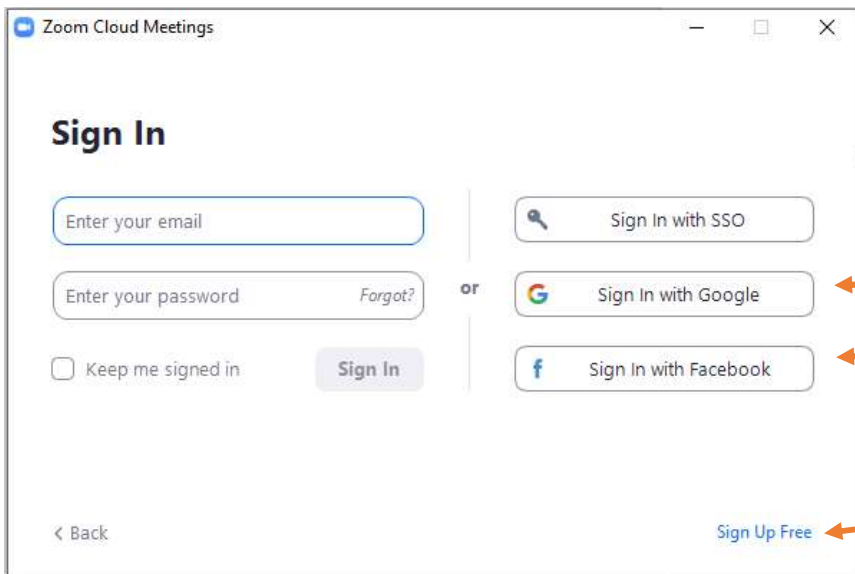 Zoom Cloud Meetings
Sign In
Enter your email
Enter your password Forgot?
Keep me signed in Sign In
or
Sign In with SSO
Sign In with Google
Sign In with Facebook
< Back
Sign Up Free